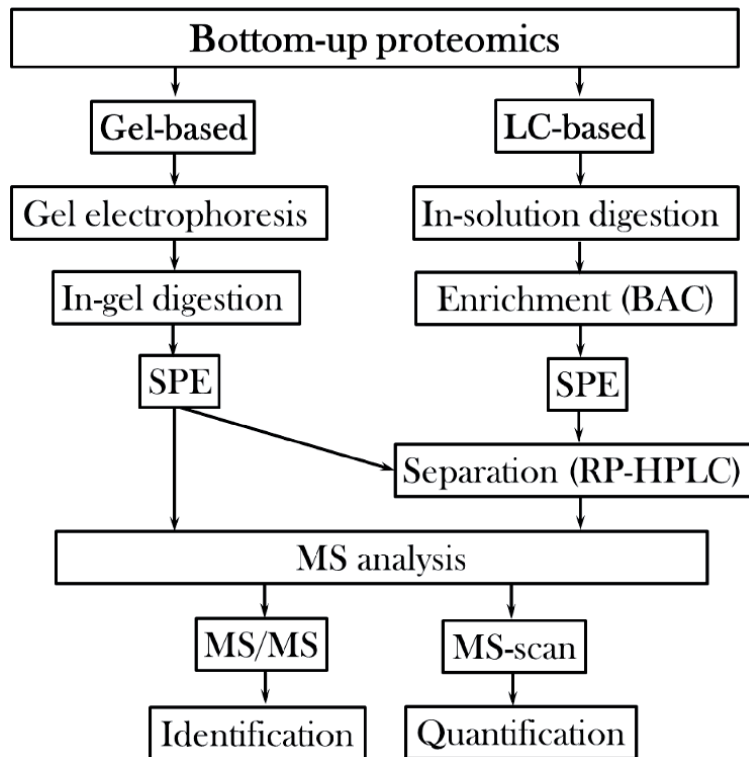 Bottom-up proteomics
Gel-based
LC-based
Gel electrophoresis
In-solution digestion
In-gel digestion
Enrichment (BAC)
SPE
SPE
Separation (RP-HPLC)
MS analysis
MS/MS
MS-scan
Identification
Quantification